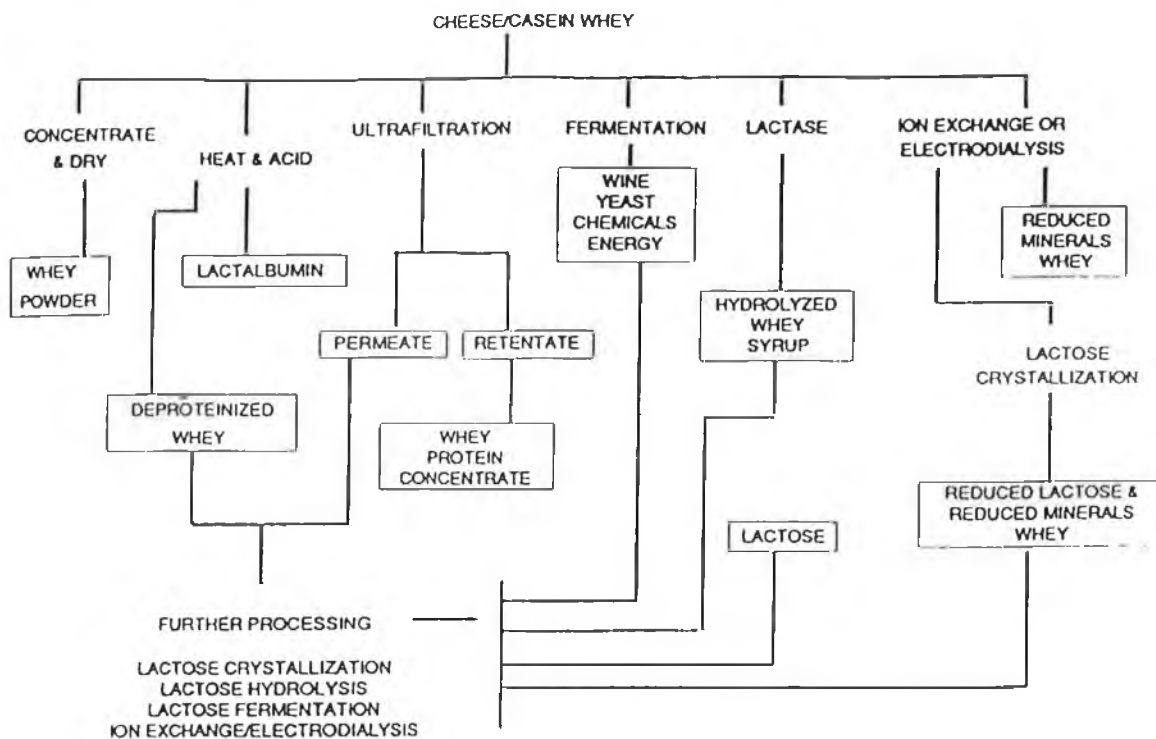 CHEESE/CASEIN WHEY
CONCENTRATE
& DRY
HEAT & ACID
ULTRAFILTRATION
FERMENTATION
LACTASE
ION EXCHANGE OR
ELECTRODIALYSIS
WHEY
POWDER
LACTALBUMIN
WINE
YEAST
CHEMICALS
ENERGY
REDUCED
MINERALS
WHEY
PERMEATE
RETENTATE
HYDROLYZED
WHEY
SYRUP
LACTOSE
CRYSTALLIZATION
DEPROTEINIZED
WHEY
WHEY
PROTEIN
CONCENTRATE
LACTOSE
REDUCED LACTOSE &
REDUCED MINERALS
WHEY
FURTHER PROCESSING
LACTOSE CRYSTALLIZATION
LACTOSE HYDROLYSIS
LACTOSE FERMENTATION
ION EXCHANGE/ELECTRODIALYSIS